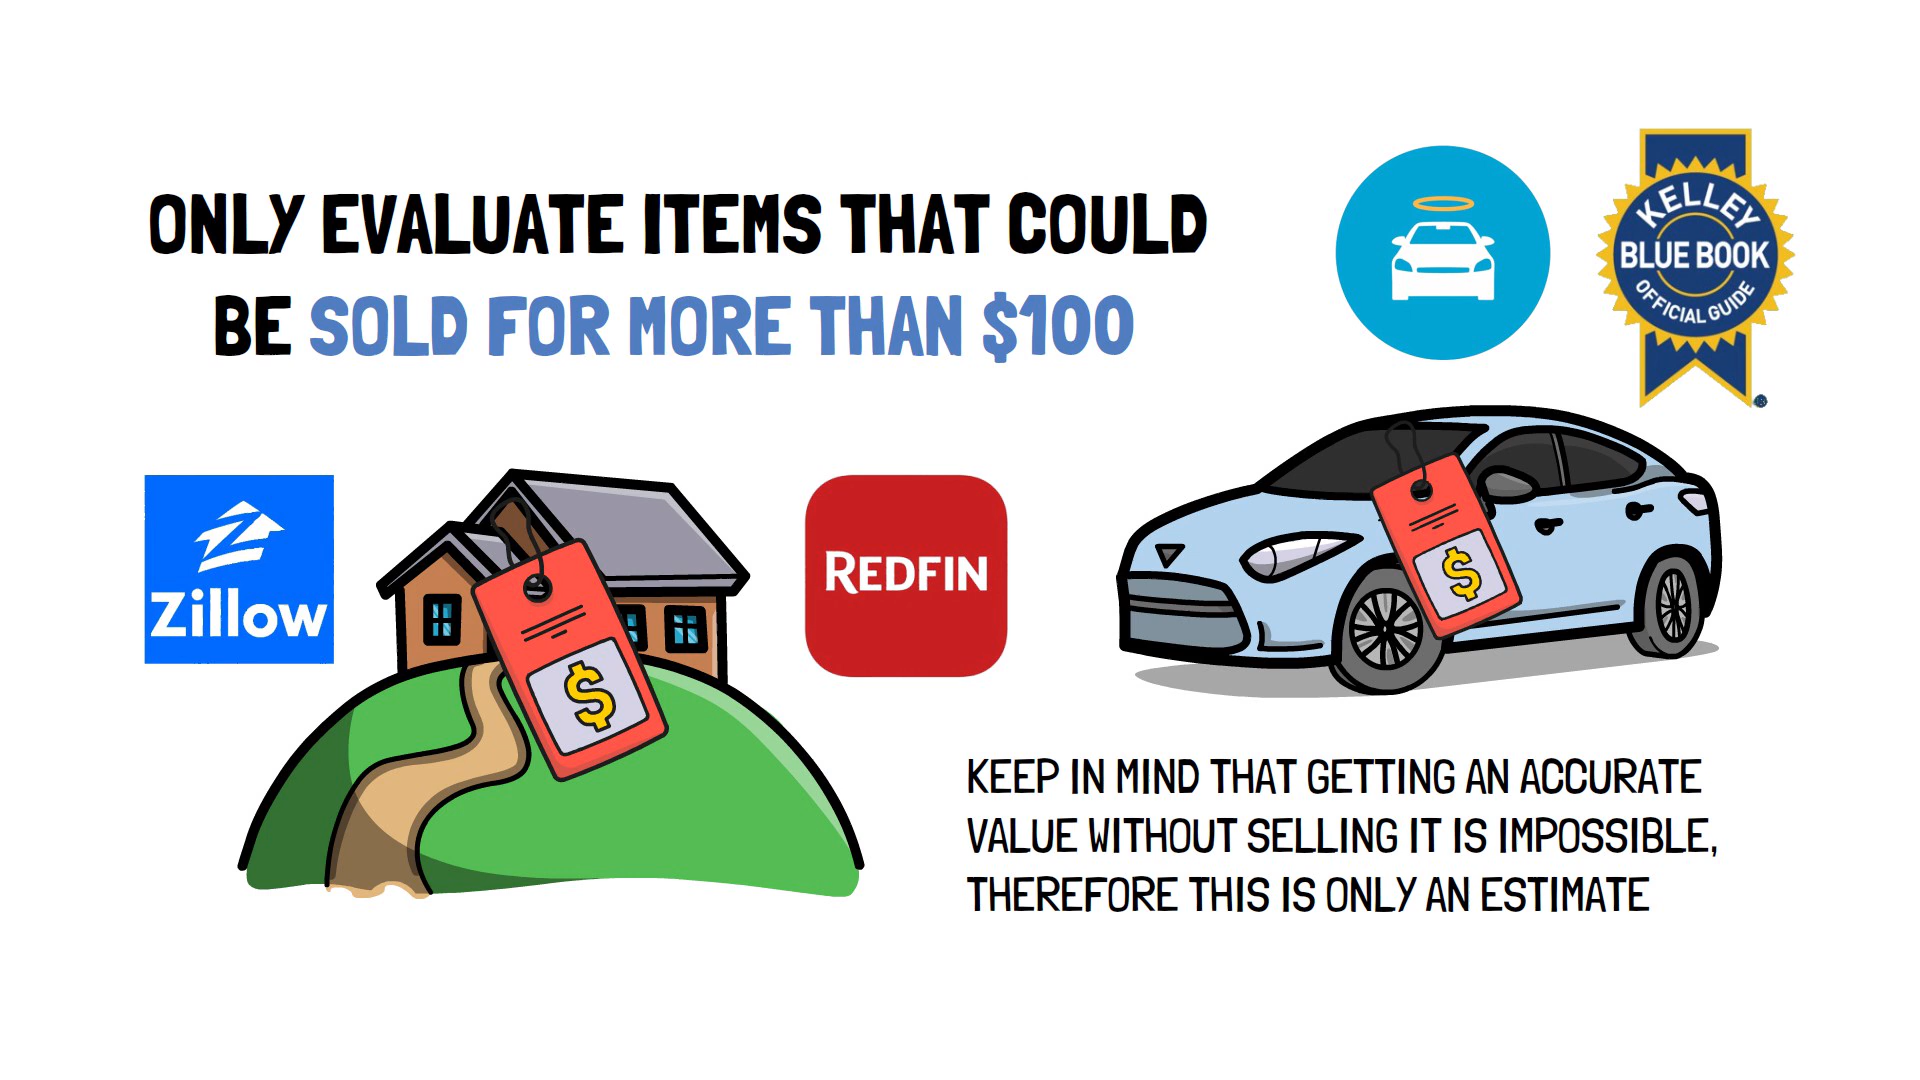 ONLY EVALUATE ITEMS THAT COULD
BE SOLD FOR MORE THAN $100
KELLEY
BLUE BOOK
OFFICIAL GUIDE
®
Zillow
REDFIN
$
$
KEEP IN MIND THAT GETTING AN ACCURATE
VALUE WITHOUT SELLING IT IS IMPOSSIBLE,
THEREFORE THIS IS ONLY AN ESTIMATE